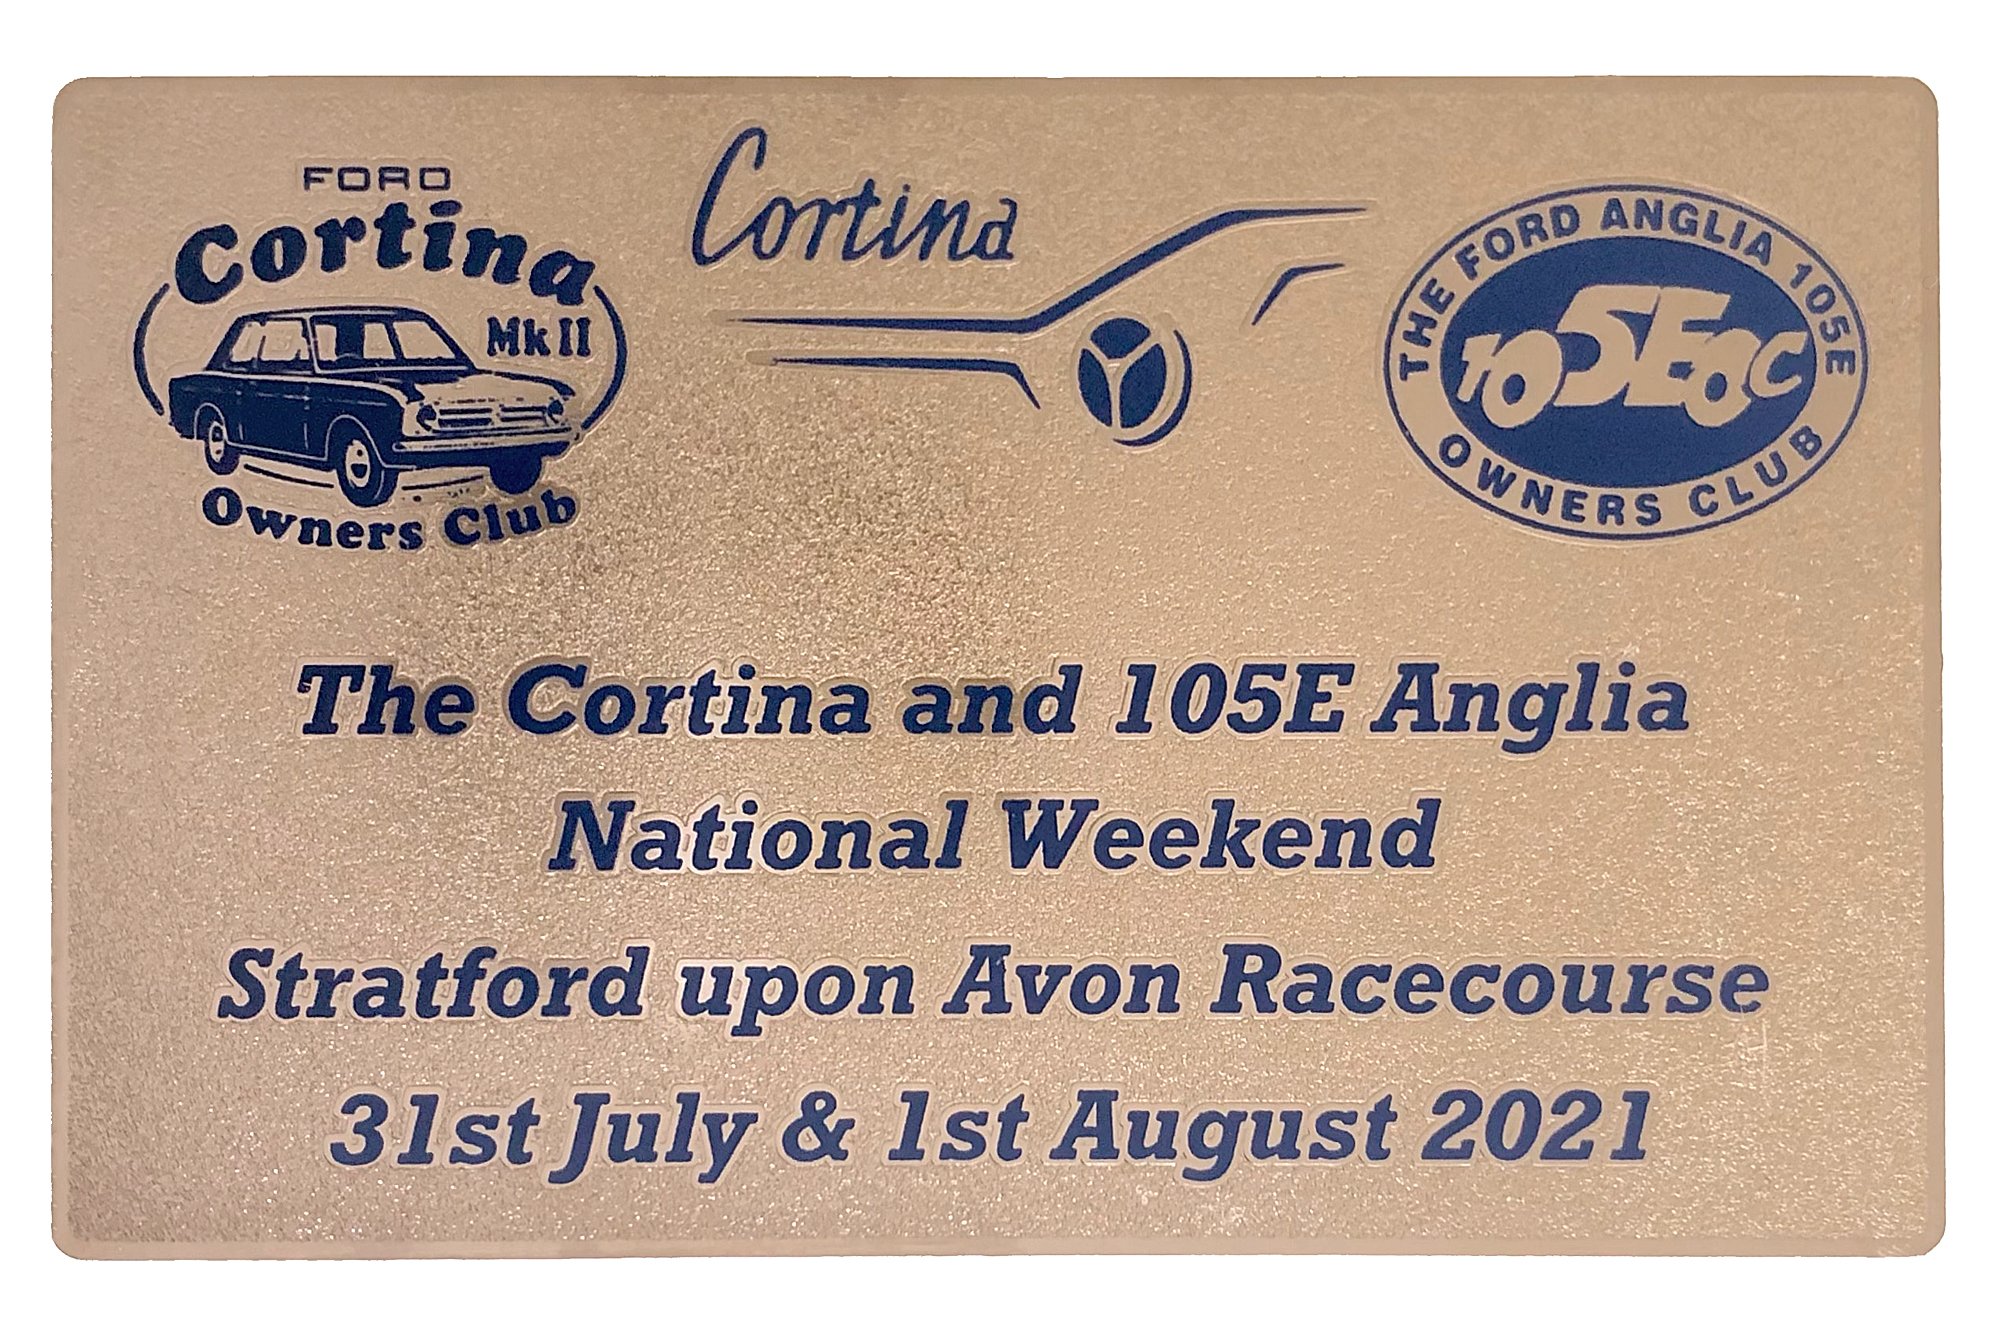 FORD
Cortina
Mk II
Owners Club
Cortina
THE FORD ANGLIA 105E
105EOC
OWNERS CLUB
The Cortina and 105E Anglia
National Weekend
Stratford upon Avon Racecourse
31st July & 1st August 2021